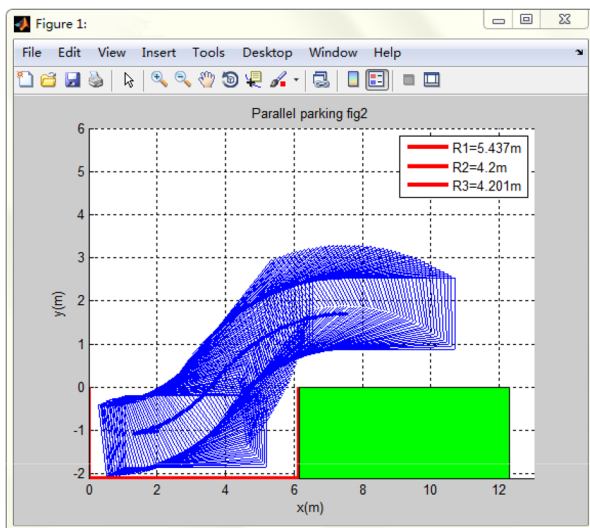 Figure 1:
File Edit View Insert Tools Desktop Window Help
Parallel parking fig2
R1=5.437m
R2=4.2m
R3=4.201m
6
5
4
3
2
1
0
-1
-2
y(m)
0 2 4 6 8 10 12
x(m)